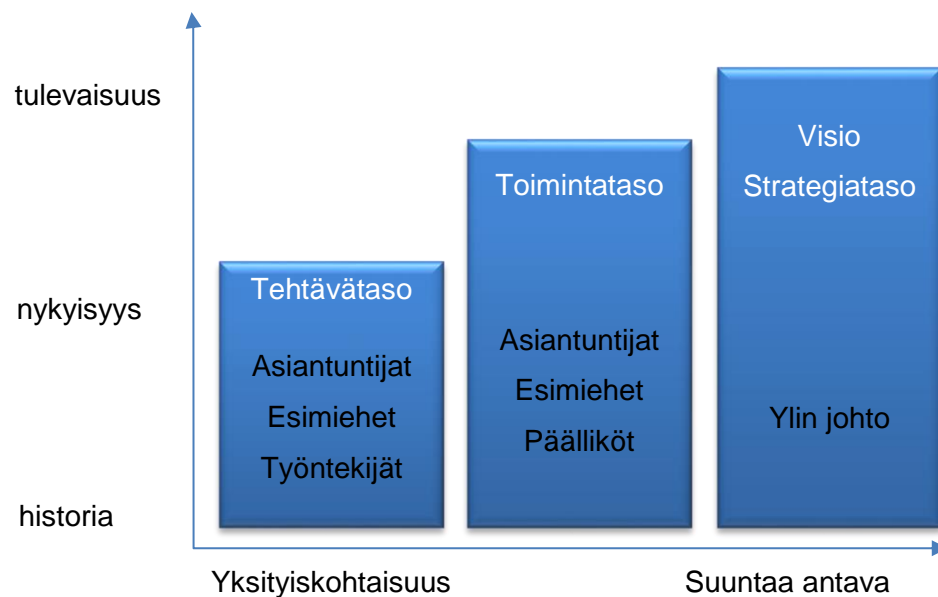 tulevaisuus
nykyisyys
historia
Tehtävätaso
Asiantuntijat
Esimiehet
Työntekijät
Toimintataso
Asiantuntijat
Esimiehet
Päälliköt
Visio
Strategiataso
Ylin johto
Yksityiskohtaisuus
Suuntaa antava